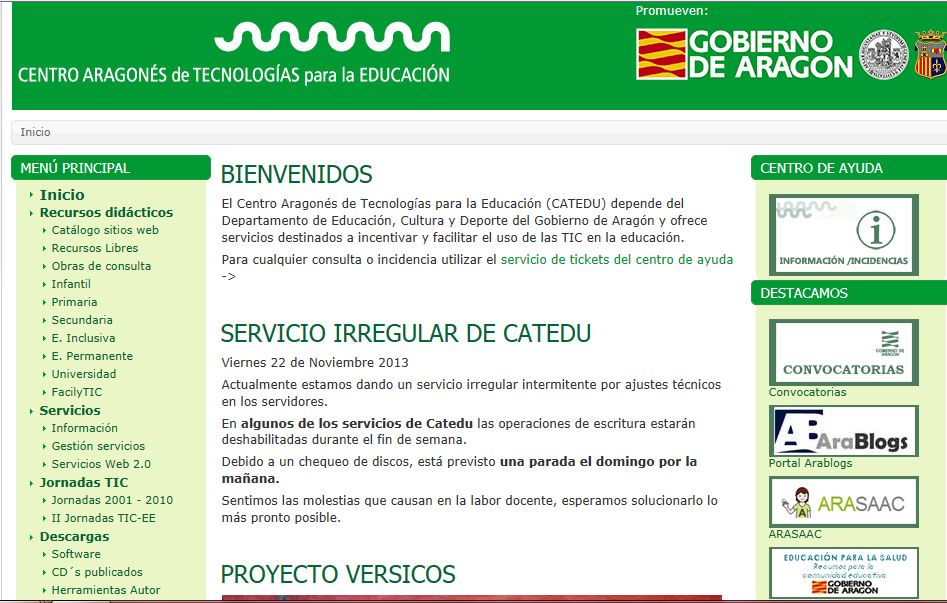 Promueven:
CENTRO ARAGONÉS de TECNOLOGÍAS para la EDUCACIÓN
GOBIERNO
DE ARAGON
Inicio
MENÚ PRINCIPAL
Inicio
Recursos didácticos
Catálogo sitios web
Recursos Libres
Obras de consulta
Infantil
Primaria
Secundaria
E. Inclusiva
E. Permanente
Universidad
FacilyTIC
Servicios
Información
Gestión servicios
Servicios Web 2.0
Jornadas TIC
Jornadas 2001 - 2010
II Jornadas TIC-EE
Descargas
Software
CD´s publicados
Herramientas Autor
BIENVENIDOS
El Centro Aragonés de Tecnologías para la Educación (CATEDU) depende del
Departamento de Educación, Cultura y Deporte del Gobierno de Aragón y ofrece
servicios destinados a incentivar y facilitar el uso de las TIC en la educación.
Para cualquier consulta o incidencia utilizar el servicio de tickets del centro de ayuda
->
SERVICIO IRREGULAR DE CATEDU
Viernes 22 de Noviembre 2013
Actualmente estamos dando un servicio irregular intermitente por ajustes técnicos
en los servidores.
En algunos de los servicios de Catedu las operaciones de escritura estarán
deshabilitadas durante el fin de semana.
Debido a un chequeo de discos, está previsto una parada el domingo por la
mañana.
Sentimos las molestias que causan en la labor docente, esperamos solucionarlo lo
más pronto posible.
PROYECTO VERSICOS
CENTRO DE AYUDA
i
INFORMACIÓN /INCIDENCIAS
DESTACAMOS
GOBIERNO
DE ARAGON
CONVOCATORIAS
Convocatorias
AB AraBlogs
Portal Arablogs
ARASAAC
ARASAAC
EDUCACIÓN PARA LA SALUD
Recursos para la
comunidad educativa
GOBIERNO
DE ARAGON